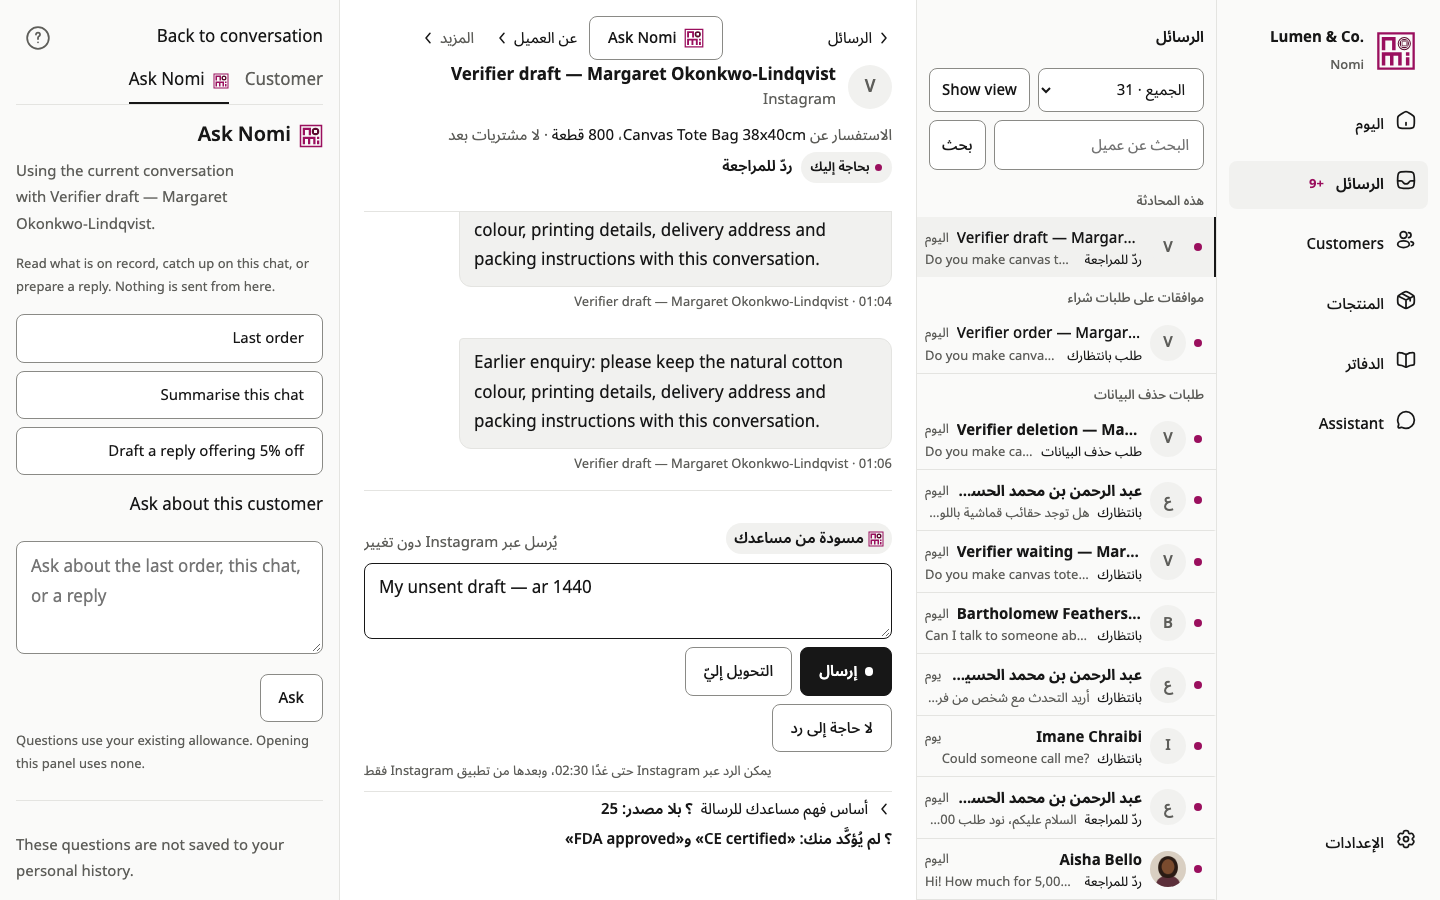 Lumen & Co.
Nomi
اليوم
الرسائل
9+
Customers
المنتجات
الدفاتر
Assistant
الإعدادات
الرسائل
الجميع · 31
Show view
البحث عن عميل
بحث
هذه المحادثة
V
Verifier draft — Margar...
اليوم
ردّ للمراجعة
Do you make canvas t...
موافقات على طلبات شراء
V
Verifier order — Margar...
اليوم
طلب بانتظارك
Do you make canva...
طلبات حذف البيانات
V
Verifier deletion — Ma...
اليوم
طلب حذف البيانات
Do you make ca...
ع
عبد الرحمن بن محمد الحسـ...
اليوم
بانتظارك
هل توجد حقائب قماشية باللو...
V
Verifier waiting — Mar...
اليوم
بانتظارك
Do you make canvas tote...
B
Bartholomew Feathers...
اليوم
بانتظارك
Can I talk to someone ab...
ع
عبد الرحمن بن محمد الحسيـ...
يوم
بانتظارك
أريد التحدث مع شخص من فر...
I
Imane Chraibi
يوم
بانتظارك
Could someone call me?
ع
عبد الرحمن بن محمد الحسـ...
اليوم
ردّ للمراجعة
السلام عليكم، نود طلب 00...
Aisha Bello
اليوم
ردّ للمراجعة
Hi! How much for 5,00...
الرسائل
Ask Nomi
عن العميل
المزيد
V
Verifier draft — Margaret Okonkwo-Lindqvist
Instagram
الاستفسار عن Canvas Tote Bag 38x40cm، 800 قطعة · لا مشتريات بعد
بحاجة إليك
ردّ للمراجعة
colour, printing details, delivery address and
packing instructions with this conversation.
Verifier draft — Margaret Okonkwo-Lindqvist · 01:04
Earlier enquiry: please keep the natural cotton
colour, printing details, delivery address and
packing instructions with this conversation.
Verifier draft — Margaret Okonkwo-Lindqvist · 01:06
مسودة من مساعدك
يُرسل عبر Instagram دون تغيير
My unsent draft — ar 1440
إرسال
التحويل إليّ
لا حاجة إلى رد
يمكن الرد عبر Instagram حتى غدًا 02:30، وبعدها من تطبيق Instagram فقط
أساس فهم مساعدك للرسالة
؟ بلا مصدر: 25
؟ لم يُؤكَّد منك: «CE certified» و«FDA approved»
Back to conversation
?
Customer
Ask Nomi
Ask Nomi
Using the current conversation
with Verifier draft — Margaret
Okonkwo-Lindqvist.
Read what is on record, catch up on this chat, or
prepare a reply. Nothing is sent from here.
Last order
Summarise this chat
Draft a reply offering 5% off
Ask about this customer
Ask about the last order, this chat,
or a reply
Ask
Questions use your existing allowance. Opening
this panel uses none.
These questions are not saved to your
personal history.